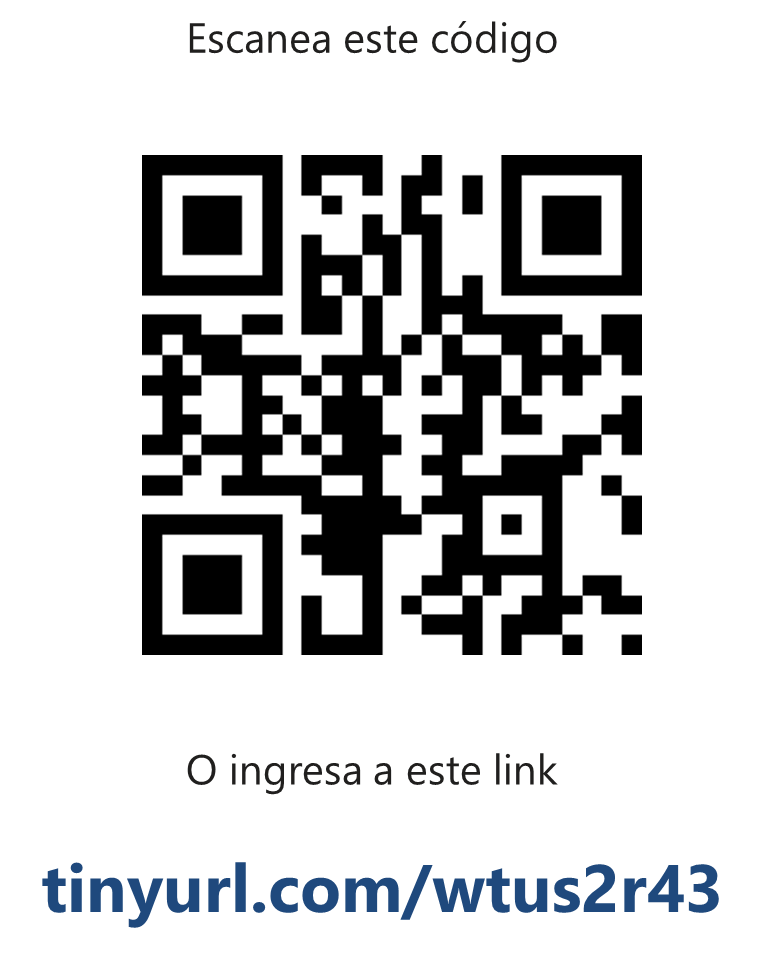 Escanea este código
O ingresa a este link
tinyurl.com/wtus2r43